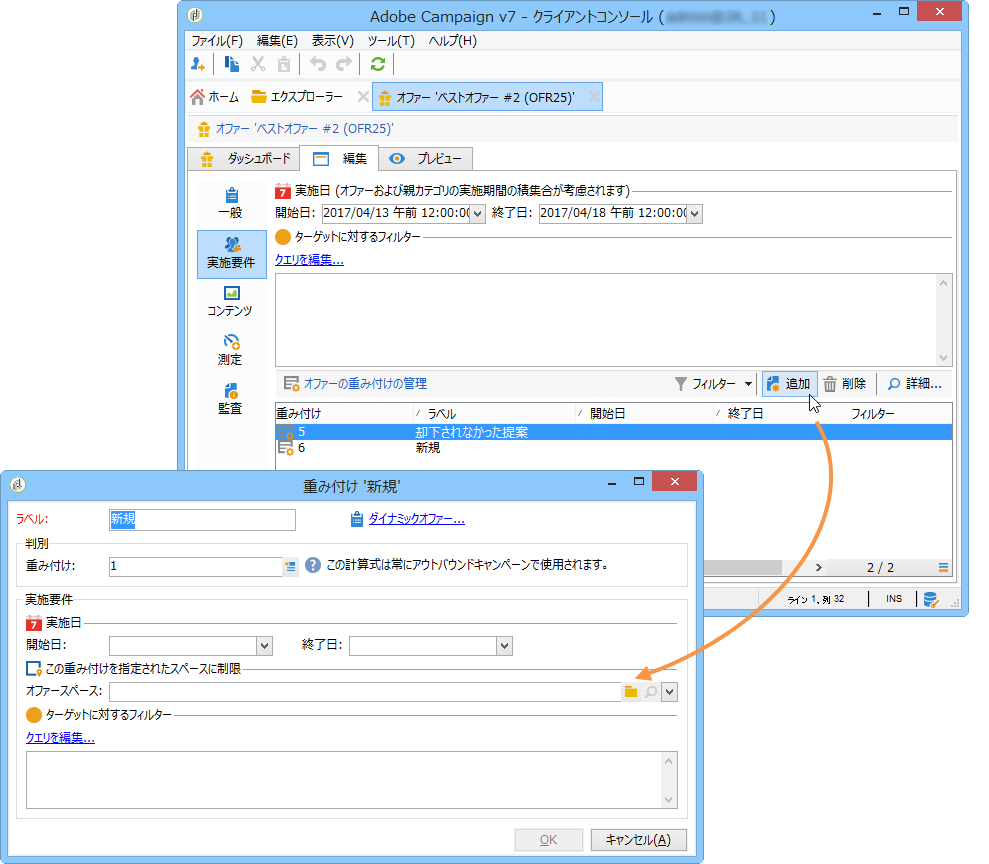 Adobe Campaign v7 - クライアントコンソール (
)
ファイル(F) 編集(E) 表示(V) ツール(T) ヘルプ(H)
ホーム エクスプローラー オファー 'ベストオファー #2 (OFR25)'
オファー 'ベストオファー #2 (OFR25)'
ダッシュボード 編集 プレビュー
一般
実施要件
コンテンツ
測定
監査
7 実施日 (オファーおよび親カテゴリの実施期間の積集合が考慮されます)
開始日: 2017/04/13 午前 12:00:00 終了日: 2017/04/18 午前 12:00:00
ターゲットに対するフィルター
クエリを編集...
オファーの重み付けの管理 フィルター 追加 削除 詳細...
重み付け ラベル 開始日 終了日 フィルター
5 却下されなかった提案
6 新規
2 / 2
ライン 1, 列 32 INS
重み付け '新規'
ラベル: 新規 ダイナミックオファー...
判別
重み付け: 1 ? この計算式は常にアウトバウンドキャンペーンで使用されます。
実施要件
7 実施日
開始日: 終了日:
この重み付けを指定されたスペースに制限
オファースペース:
ターゲットに対するフィルター
クエリを編集...
OK キャンセル(A)